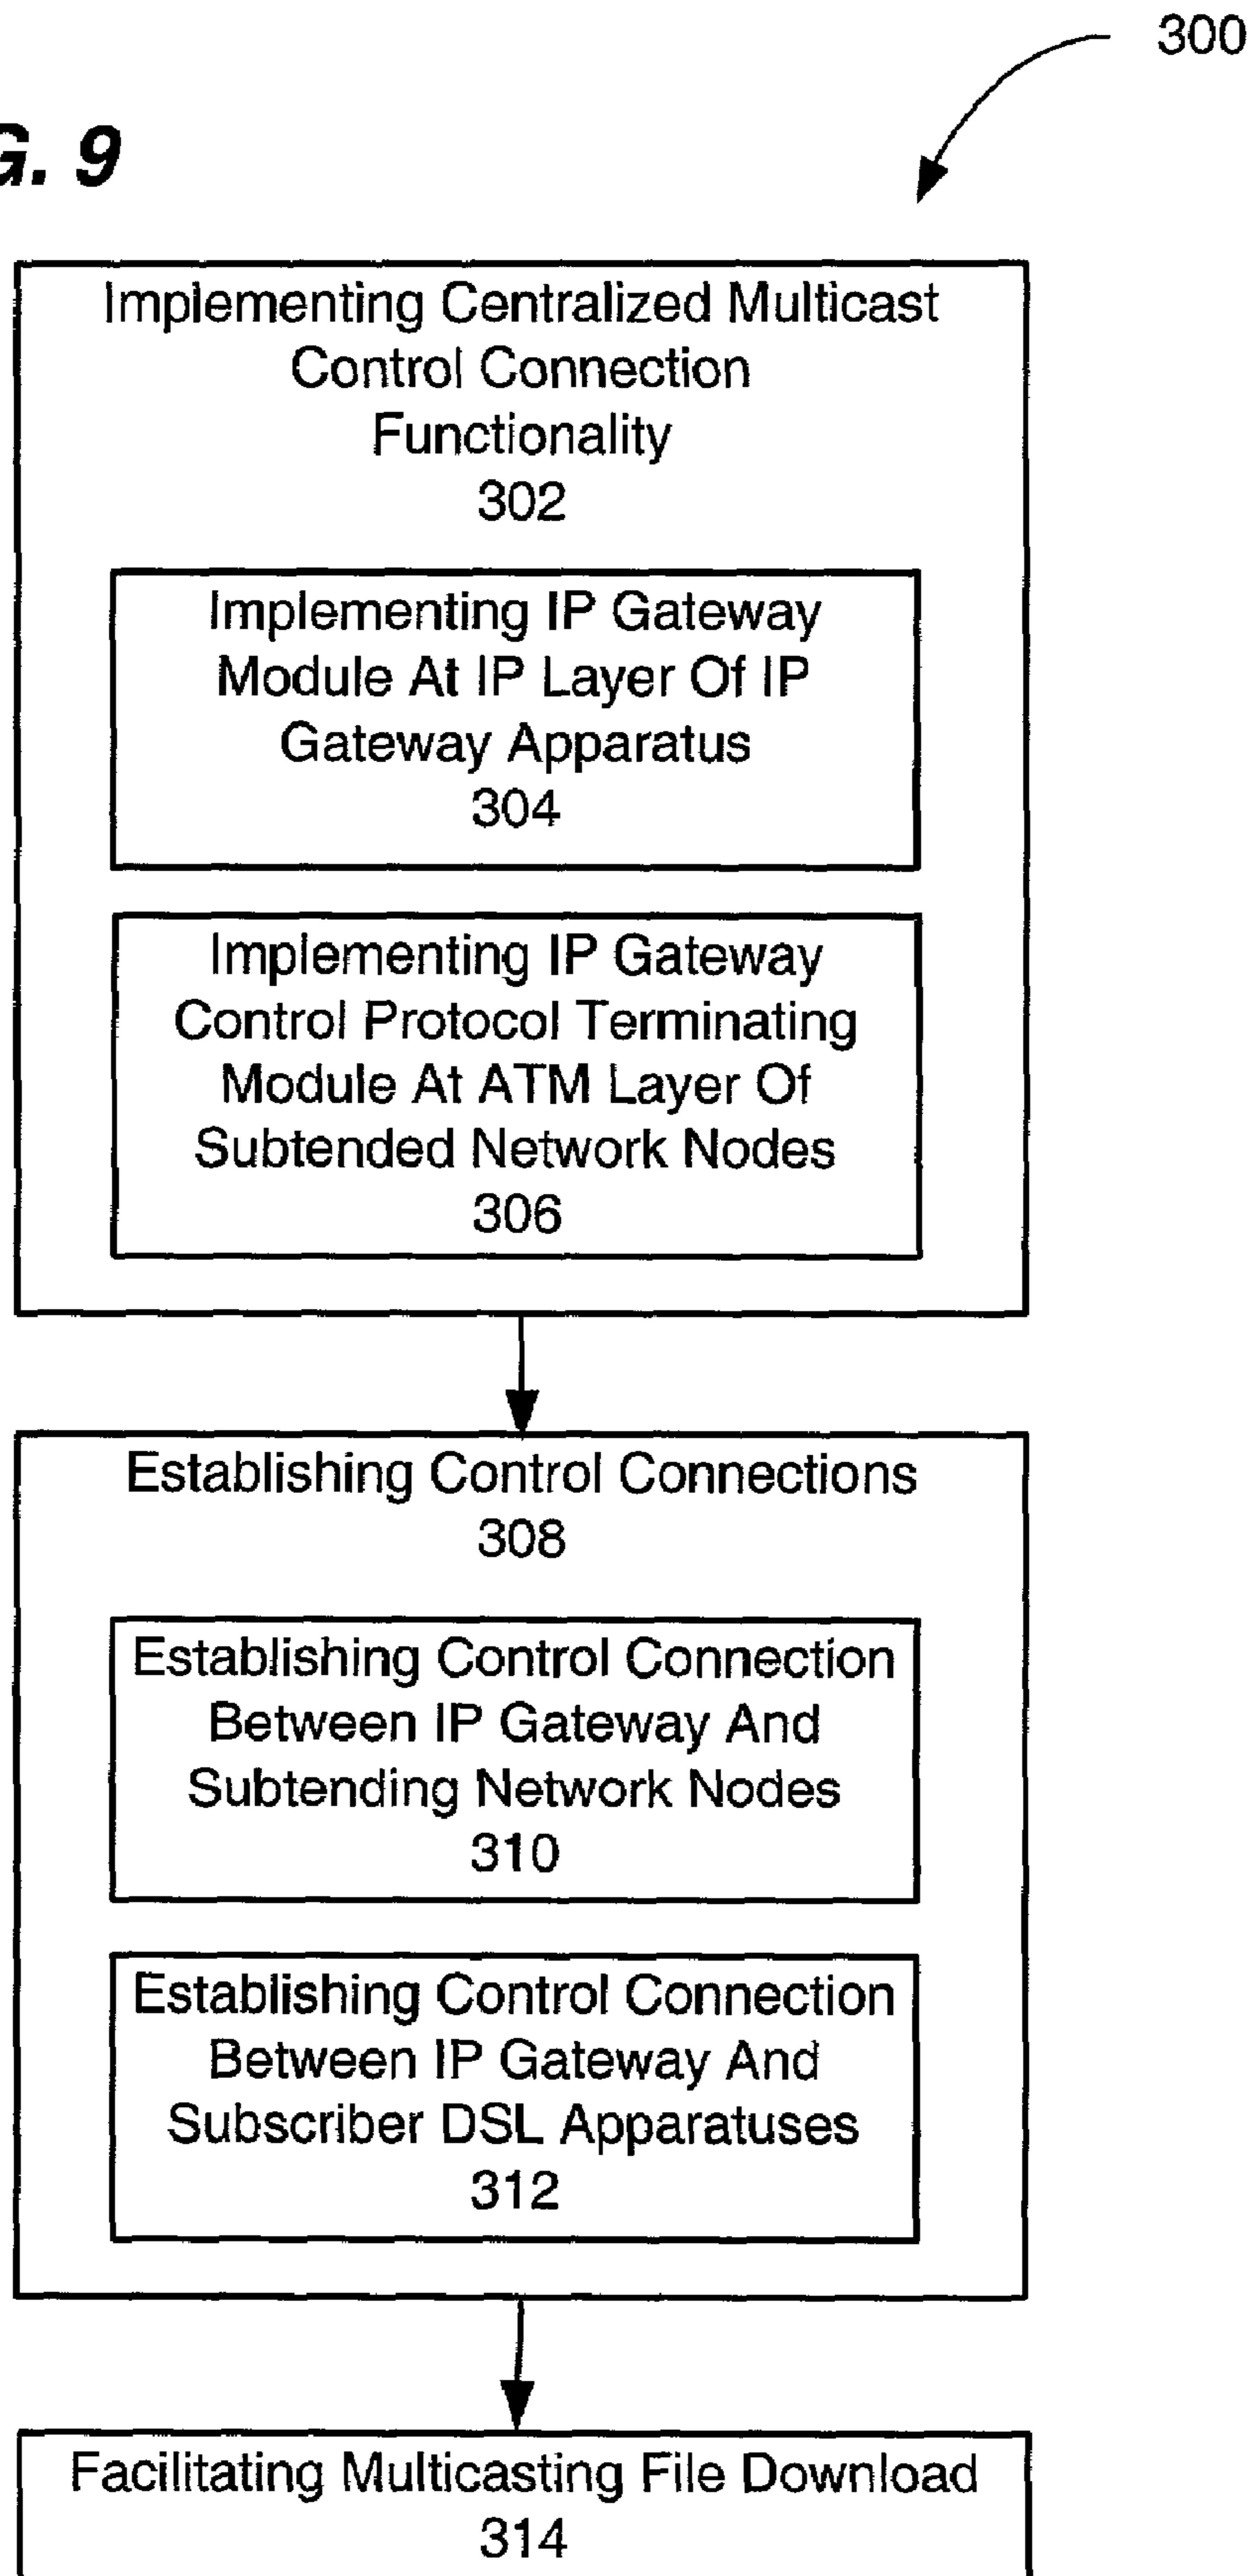 300
G. 9
Implementing Centralized Multicast
Control Connection
Functionality
302
Implementing IP Gateway
Module At IP Layer Of IP
Gateway Apparatus
304
Implementing IP Gateway
Control Protocol Terminating
Module At ATM Layer Of
Subtended Network Nodes
306
Establishing Control Connections
308
Establishing Control Connection
Between IP Gateway And
Subtending Network Nodes
310
Establishing Control Connection
Between IP Gateway And
Subscriber DSL Apparatuses
312
Facilitating Multicasting File Download
314